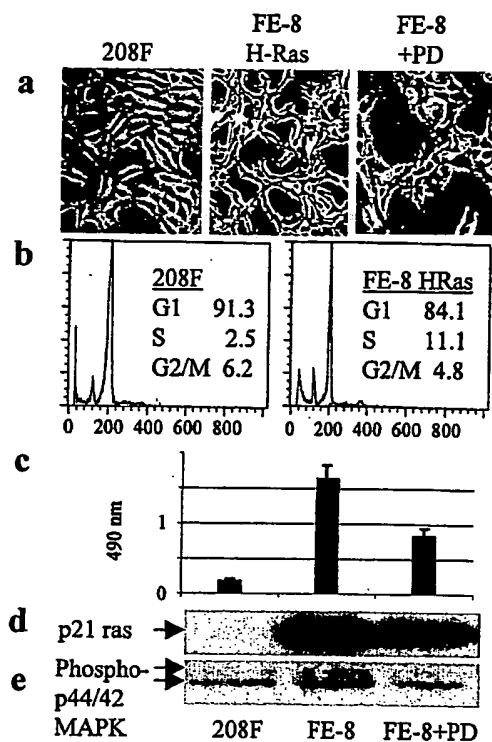 208F
FE-8
H-Ras
FE-8
+PD
a
b
208F
G1 91.3
S 2.5
G2/M 6.2
FE-8 HRas
G1 84.1
S 11.1
G2/M 4.8
0 200 400 600 800
0 200 400 600 800
c
490 nm
1
0
d
p21 ras
e
Phospho-
p44/42
MAPK
208F FE-8 FE-8+PD